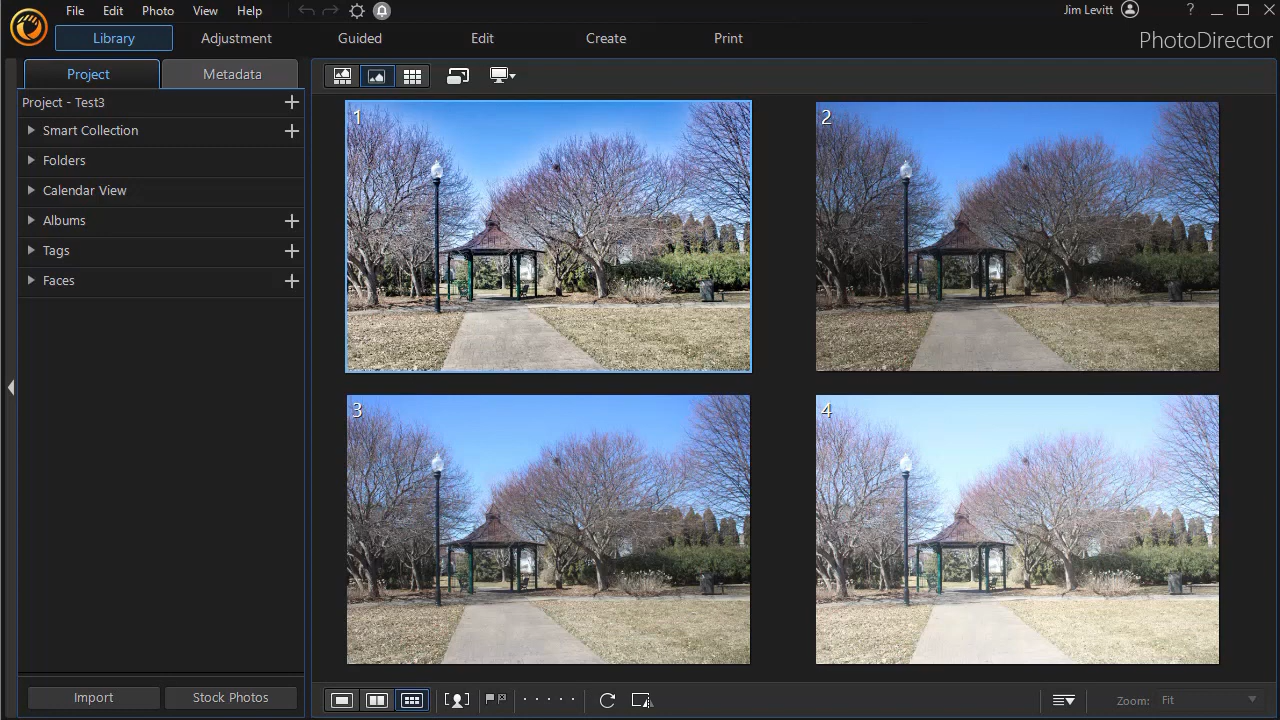 File Edit Photo View Help
Jim Levitt ?
Library Adjustment Guided Edit Create Print
PhotoDirector
Project Metadata
Project - Test3
Smart Collection
Folders
Calendar View
Albums
Tags
Faces
1 2
3 4
Import Stock Photos
Zoom: Fit